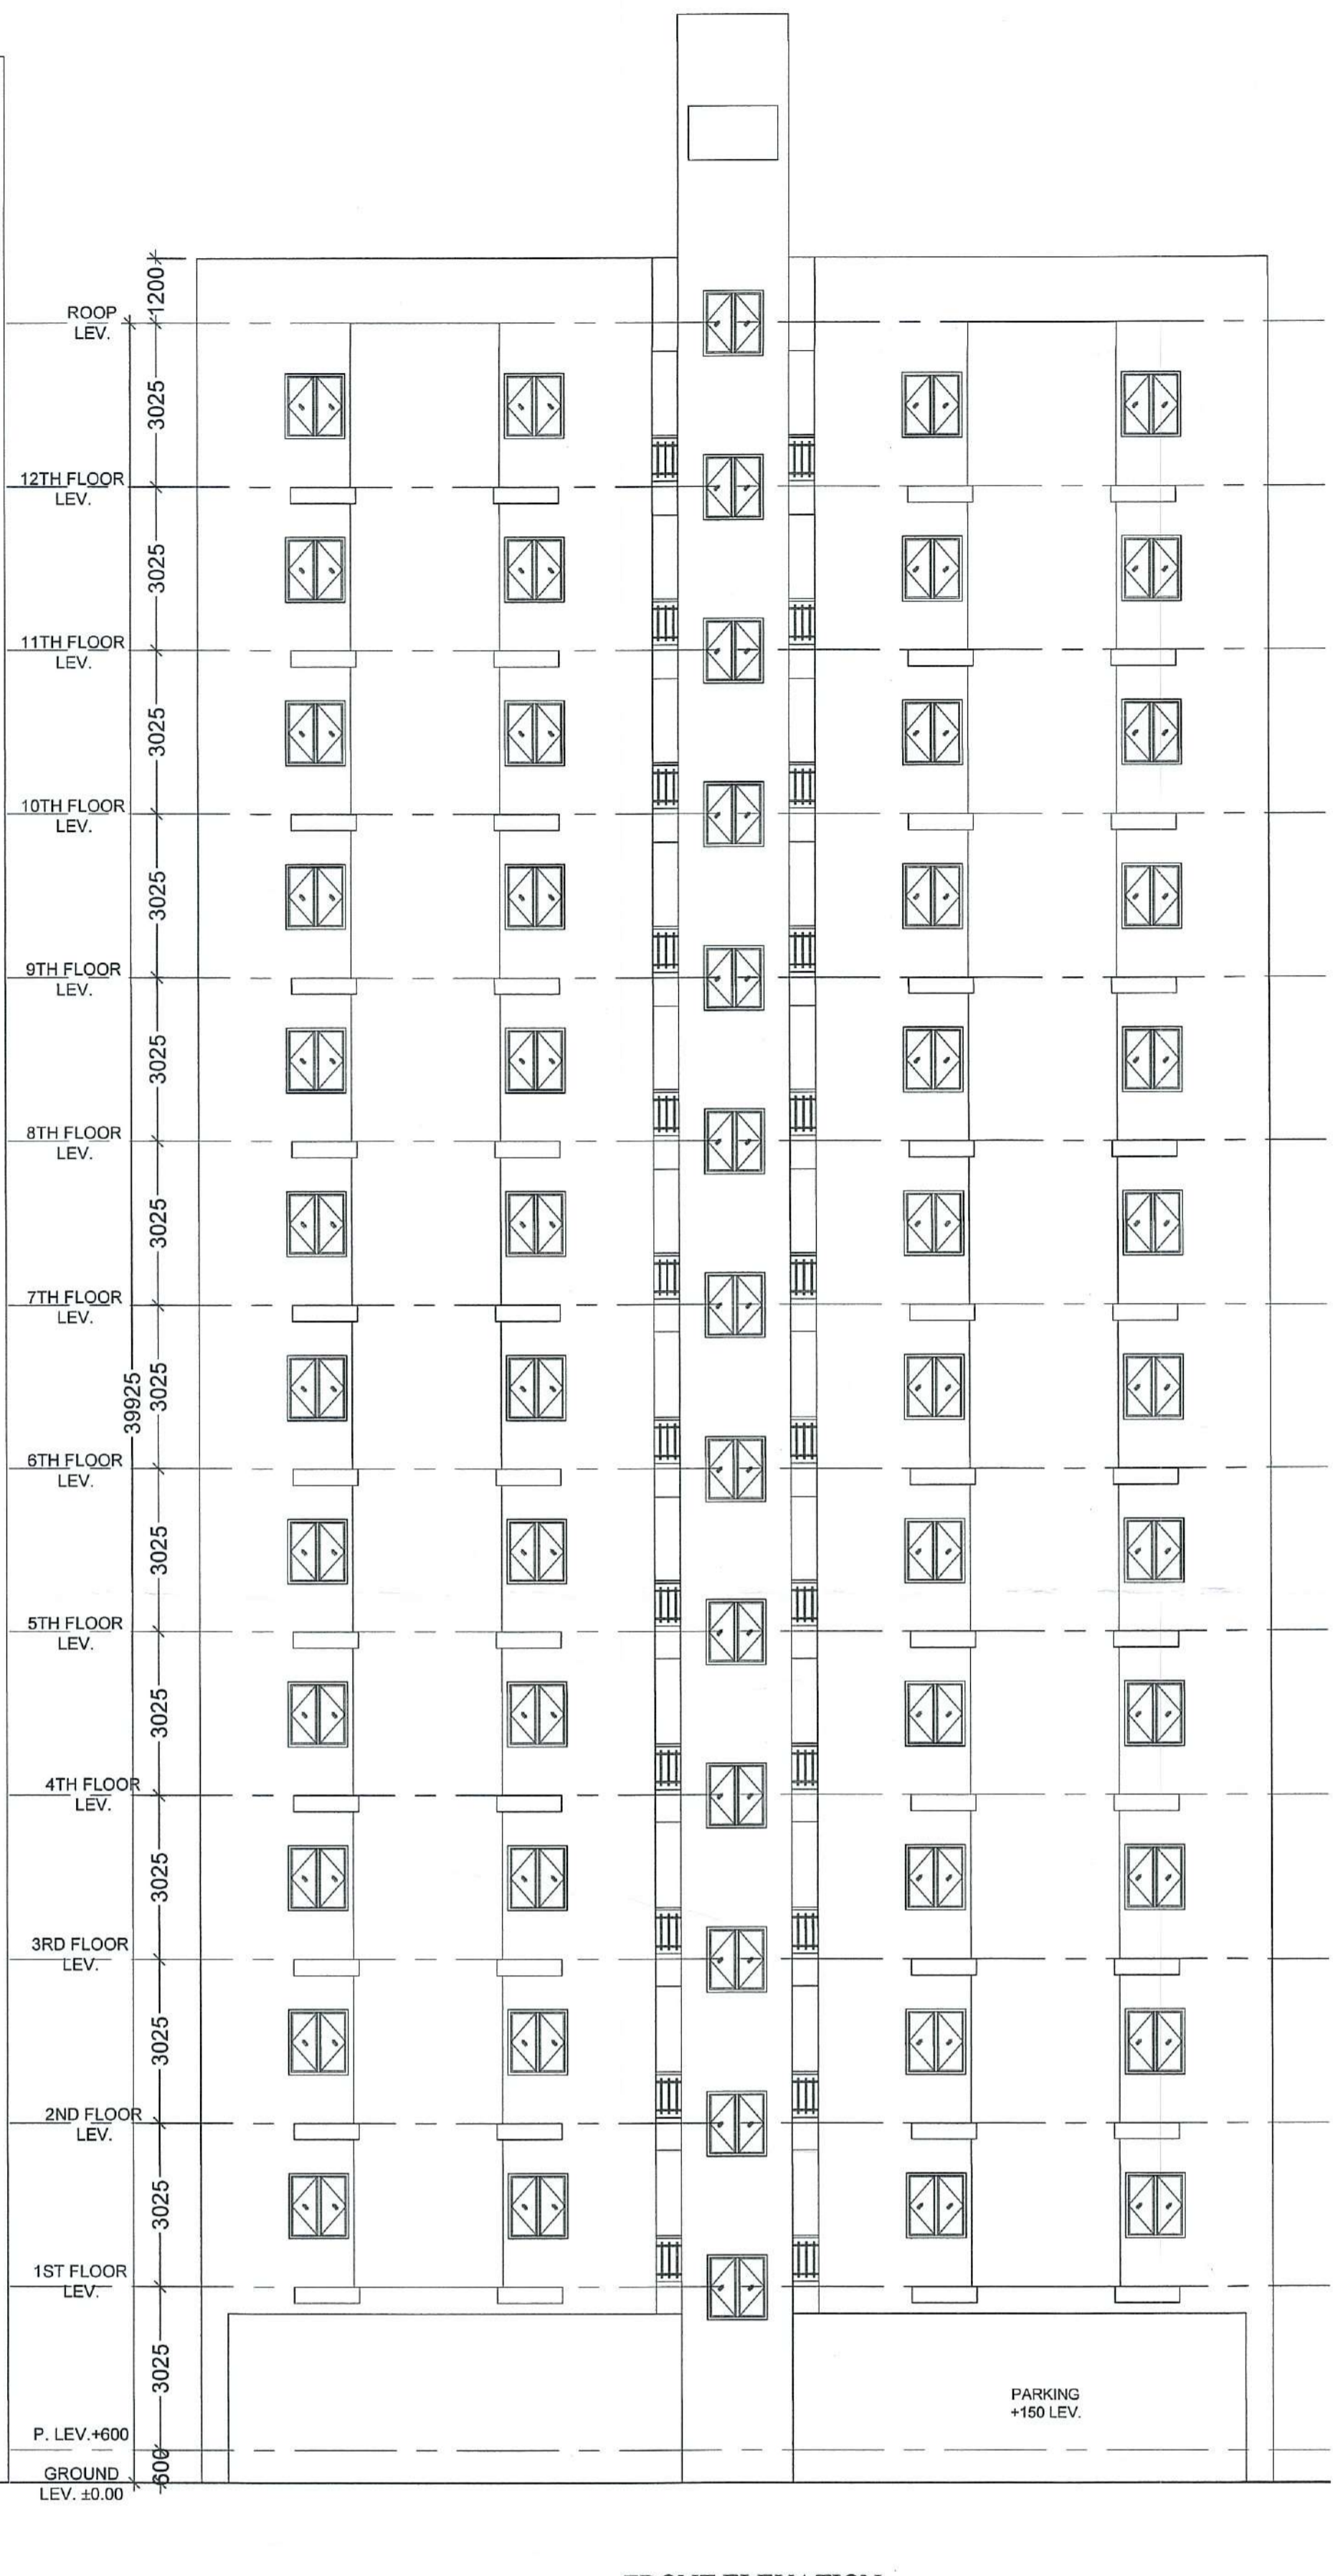 1200
ROOP
LEV.
3025
12TH FLOOR
LEV.
3025
11TH FLOOR
LEV.
3025
10TH FLOOR
LEV.
3025
9TH FLOOR
LEV.
3025
8TH FLOOR
LEV.
3025
7TH FLOOR
LEV.
39925
3025
6TH FLOOR
LEV.
3025
5TH FLOOR
LEV.
3025
4TH FLOOR
LEV.
3025
3RD FLOOR
LEV.
3025
2ND FLOOR
LEV.
3025
1ST FLOOR
LEV.
3025
PARKING
+150 LEV.
P. LEV.+600
600
GROUND
LEV. ±0.00